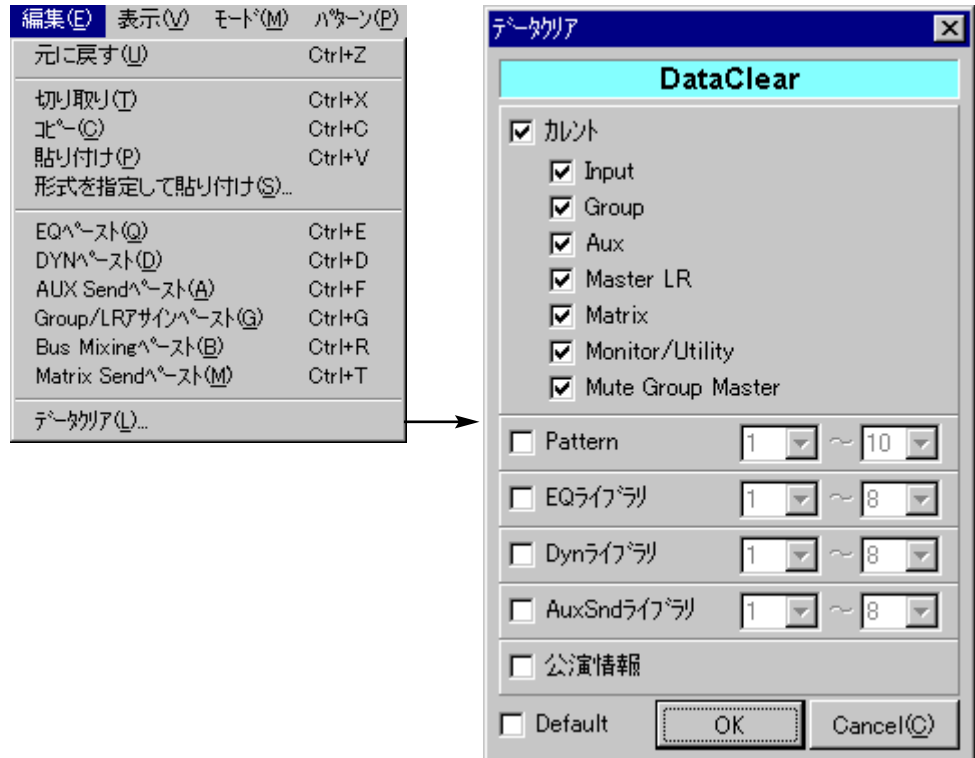 編集(E) 表示(V) ﾓｰﾄﾞ(M) ﾊﾟﾀｰﾝ(P)
元に戻す(U) Ctrl+Z
切り取り(T) Ctrl+X
ｺﾋﾟｰ(C) Ctrl+C
貼り付け(P) Ctrl+V
形式を指定して貼り付け(S)...
EQﾍﾟｰｽﾄ(Q) Ctrl+E
DYNﾍﾟｰｽﾄ(D) Ctrl+D
AUX Sendﾍﾟｰｽﾄ(A) Ctrl+F
Group/LRｱｻｲﾝﾍﾟｰｽﾄ(G) Ctrl+G
Bus Mixingﾍﾟｰｽﾄ(B) Ctrl+R
Matrix Sendﾍﾟｰｽﾄ(M) Ctrl+T
ﾃﾞｰﾀｸﾘｱ(L)...
ﾃﾞｰﾀｸﾘｱ
DataClear
ｶﾚﾝﾄ
Input
Group
Aux
Master LR
Matrix
Monitor/Utility
Mute Group Master
Pattern 1 ～ 10
EQﾗｲﾌﾞﾗﾘ 1 ～ 8
Dynﾗｲﾌﾞﾗﾘ 1 ～ 8
AuxSndﾗｲﾌﾞﾗﾘ 1 ～ 8
公演情報
Default OK Cancel(C)